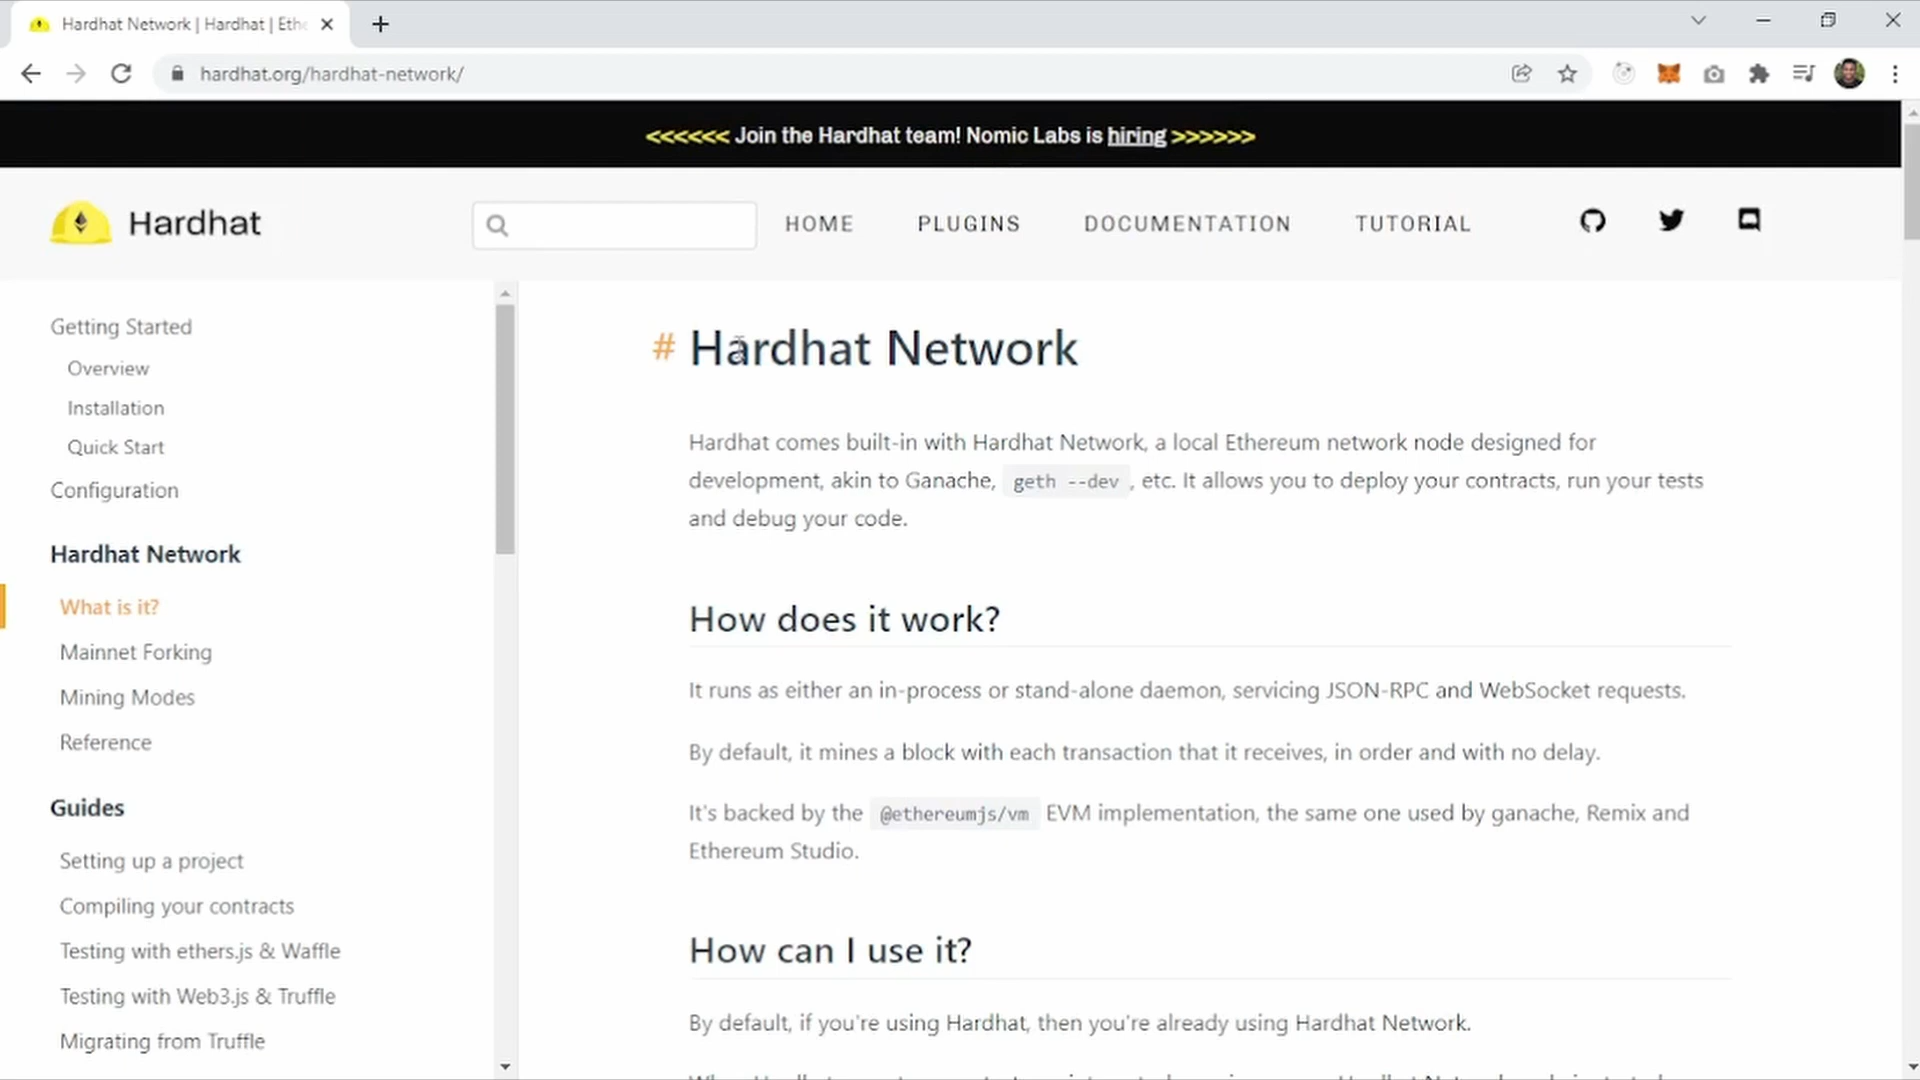 Hardhat Network | Hardhat | Ethe
hardhat.org/hardhat-network/
<<<<<< Join the Hardhat team! Nomic Labs is hiring >>>>>>
Hardhat
HOME
PLUGINS
DOCUMENTATION
TUTORIAL
Getting Started
Overview
Installation
Quick Start
Configuration
Hardhat Network
What is it?
Mainnet Forking
Mining Modes
Reference
Guides
Setting up a project
Compiling your contracts
Testing with ethers.js & Waffle
Testing with Web3.js & Truffle
Migrating from Truffle
# Hardhat Network
Hardhat comes built-in with Hardhat Network, a local Ethereum network node designed for
development, akin to Ganache, geth --dev , etc. It allows you to deploy your contracts, run your tests
and debug your code.
How does it work?
It runs as either an in-process or stand-alone daemon, servicing JSON-RPC and WebSocket requests.
By default, it mines a block with each transaction that it receives, in order and with no delay.
It's backed by the @ethereumjs/vm EVM implementation, the same one used by ganache, Remix and
Ethereum Studio.
How can I use it?
By default, if you're using Hardhat, then you're already using Hardhat Network.